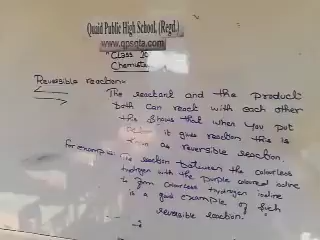 Quaid Public High School, (Regd.)
www.qpsgta.com
Class
Chemistr
Reversible reaction:-
The reactant and the product
both can react with each other
this shows that when you put
it give reaction this is
as reversible reaction.
For example: The reaction between the colourless
hydrogen with the purple coloured iodine
to form colourless hydrogen iodine
is a good example of Such
reversible reaction.